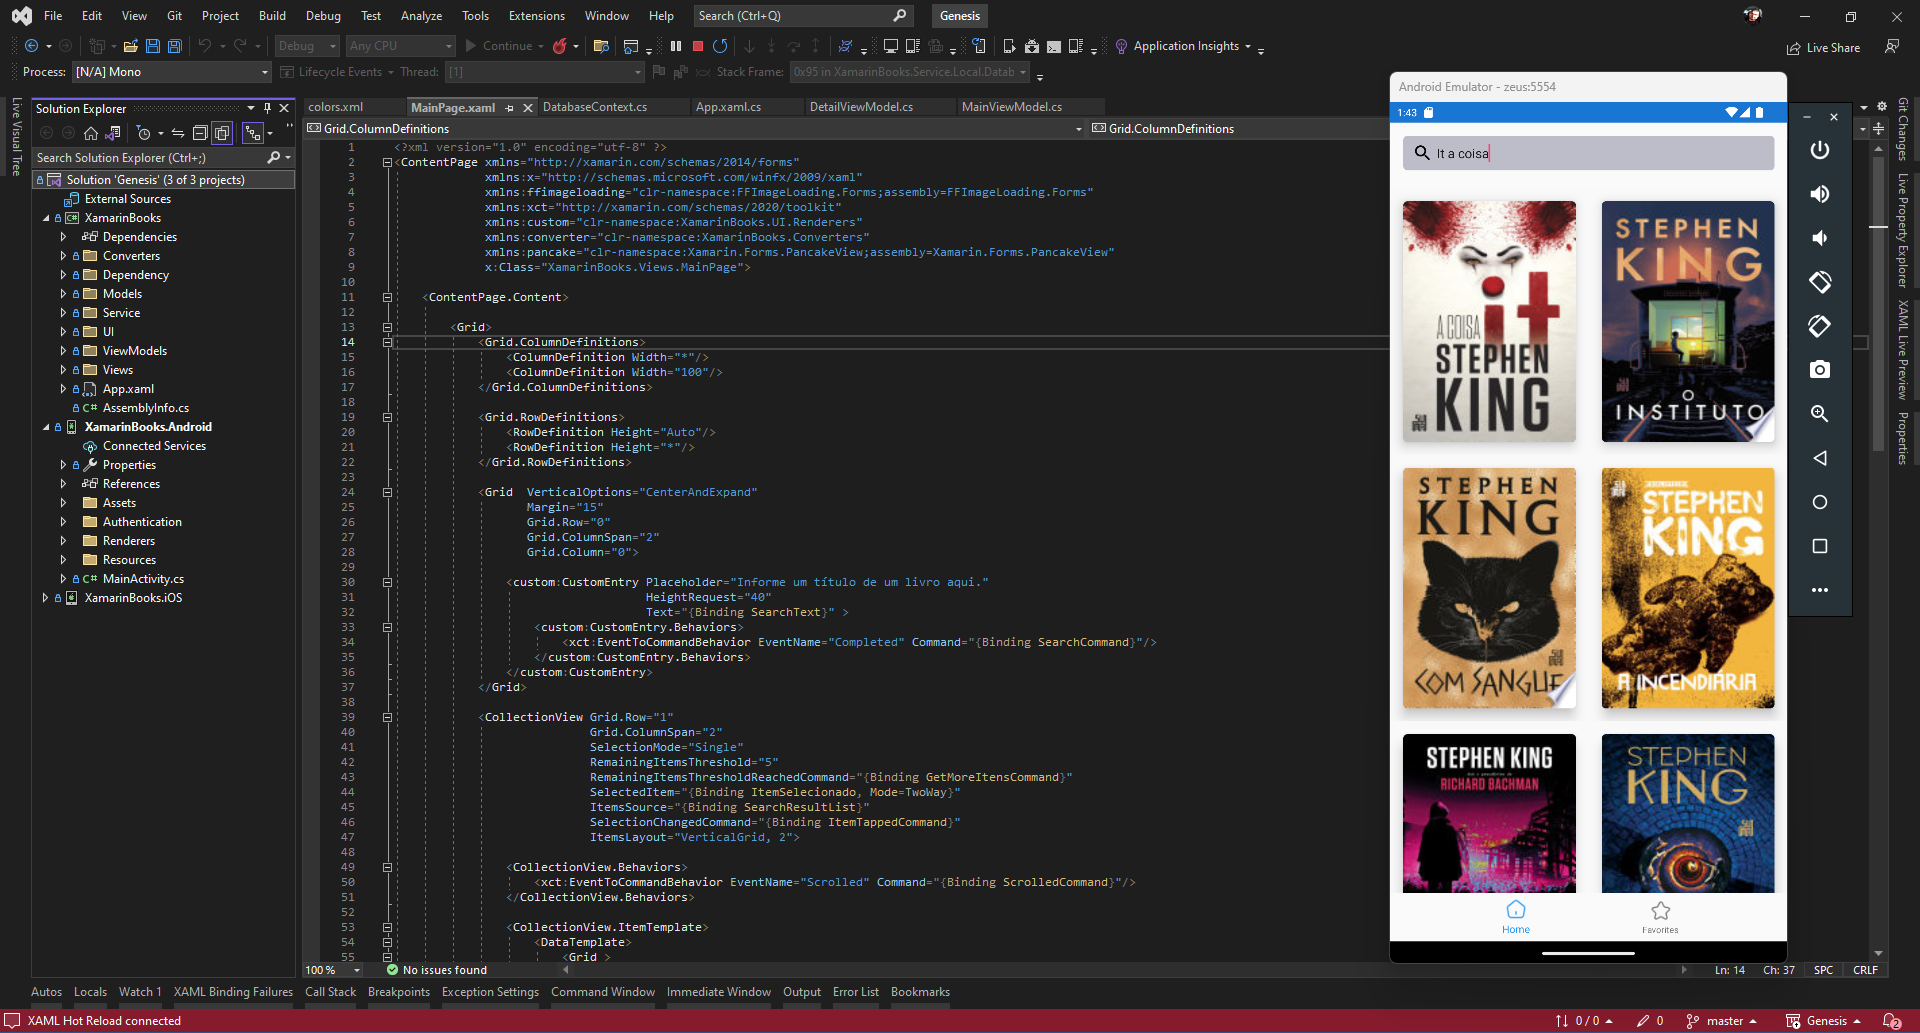 File Edit View Git Project Build Debug Test Analyze Tools Extensions Window Help Search (Ctrl+Q) Genesis
Debug Any CPU Continue Application Insights Live Share
Process: [N/A] Mono Lifecycle Events Thread: [1] Stack Frame: 0x95 in XamarinBooks.Service.Local.Datab
Live Visual Tree
Solution Explorer
Search Solution Explorer (Ctrl+;)
Solution 'Genesis' (3 of 3 projects)
External Sources
XamarinBooks
Dependencies
Converters
Dependency
Models
Service
UI
ViewModels
Views
App.xaml
C# AssemblyInfo.cs
XamarinBooks.Android
Connected Services
Properties
References
Assets
Authentication
Renderers
Resources
C# MainActivity.cs
XamarinBooks.iOS
colors.xml MainPage.xaml DatabaseContext.cs App.xaml.cs DetailViewModel.cs MainViewModel.cs
Grid.ColumnDefinitions Grid.ColumnDefinitions
1 <?xml version="1.0" encoding="utf-8" ?>
2 <ContentPage xmlns="http://xamarin.com/schemas/2014/forms"
3 xmlns:x="http://schemas.microsoft.com/winfx/2009/xaml"
4 xmlns:ffimageloading="clr-namespace:FFImageLoading.Forms;assembly=FFImageLoading.Forms"
5 xmlns:xct="http://xamarin.com/schemas/2020/toolkit"
6 xmlns:custom="clr-namespace:XamarinBooks.UI.Renderers"
7 xmlns:converter="clr-namespace:XamarinBooks.Converters"
8 xmlns:pancake="clr-namespace:Xamarin.Forms.PancakeView;assembly=Xamarin.Forms.PancakeView"
9 x:Class="XamarinBooks.Views.MainPage">
10
11 <ContentPage.Content>
12
13 <Grid>
14 <Grid.ColumnDefinitions>
15 <ColumnDefinition Width="*"/>
16 <ColumnDefinition Width="100"/>
17 </Grid.ColumnDefinitions>
18
19 <Grid.RowDefinitions>
20 <RowDefinition Height="Auto"/>
21 <RowDefinition Height="*"/>
22 </Grid.RowDefinitions>
23
24 <Grid VerticalOptions="CenterAndExpand"
25 Margin="15"
26 Grid.Row="0"
27 Grid.ColumnSpan="2"
28 Grid.Column="0">
29
30 <custom:CustomEntry Placeholder="Informe um título de um livro aqui."
31 HeightRequest="40"
32 Text="{Binding SearchText}" >
33 <custom:CustomEntry.Behaviors>
34 <xct:EventToCommandBehavior EventName="Completed" Command="{Binding SearchCommand}"/>
35 </custom:CustomEntry.Behaviors>
36 </custom:CustomEntry>
37 </Grid>
38
39 <CollectionView Grid.Row="1"
40 Grid.ColumnSpan="2"
41 SelectionMode="Single"
42 RemainingItemsThreshold="5"
43 RemainingItemsThresholdReachedCommand="{Binding GetMoreItensCommand}"
44 SelectedItem="{Binding ItemSelecionado, Mode=TwoWay}"
45 ItemsSource="{Binding SearchResultList}"
46 SelectionChangedCommand="{Binding ItemTappedCommand}"
47 ItemsLayout="VerticalGrid, 2">
48
49 <CollectionView.Behaviors>
50 <xct:EventToCommandBehavior EventName="Scrolled" Command="{Binding ScrolledCommand}"/>
51 </CollectionView.Behaviors>
52
53 <CollectionView.ItemTemplate>
54 <DataTemplate>
55 <Grid >
100 % No issues found Ln: 14 Ch: 37 SPC CRLF
Android Emulator - zeus:5554
1:43
It a coisa
A COISA
it
STEPHEN
KING
STEPHEN
KING
O
INSTITUTO
STEPHEN
KING
COM SANGUE
STEPHEN
KING
A INCENDIÁRIA
STEPHEN KING
RICHARD BACHMAN
STEPHEN
KING
Home Favorites
Git Changes
Live Property Explorer
XAML Live Preview
Properties
Autos Locals Watch 1 XAML Binding Failures Call Stack Breakpoints Exception Settings Command Window Immediate Window Output Error List Bookmarks
XAML Hot Reload connected 0 / 0 0 master Genesis 2